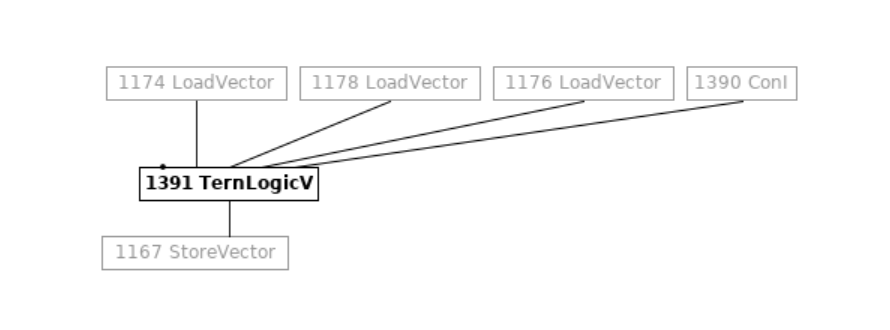 1174 LoadVector 1178 LoadVector 1176 LoadVector 1390 ConI
1391 TernLogicV
1167 StoreVector